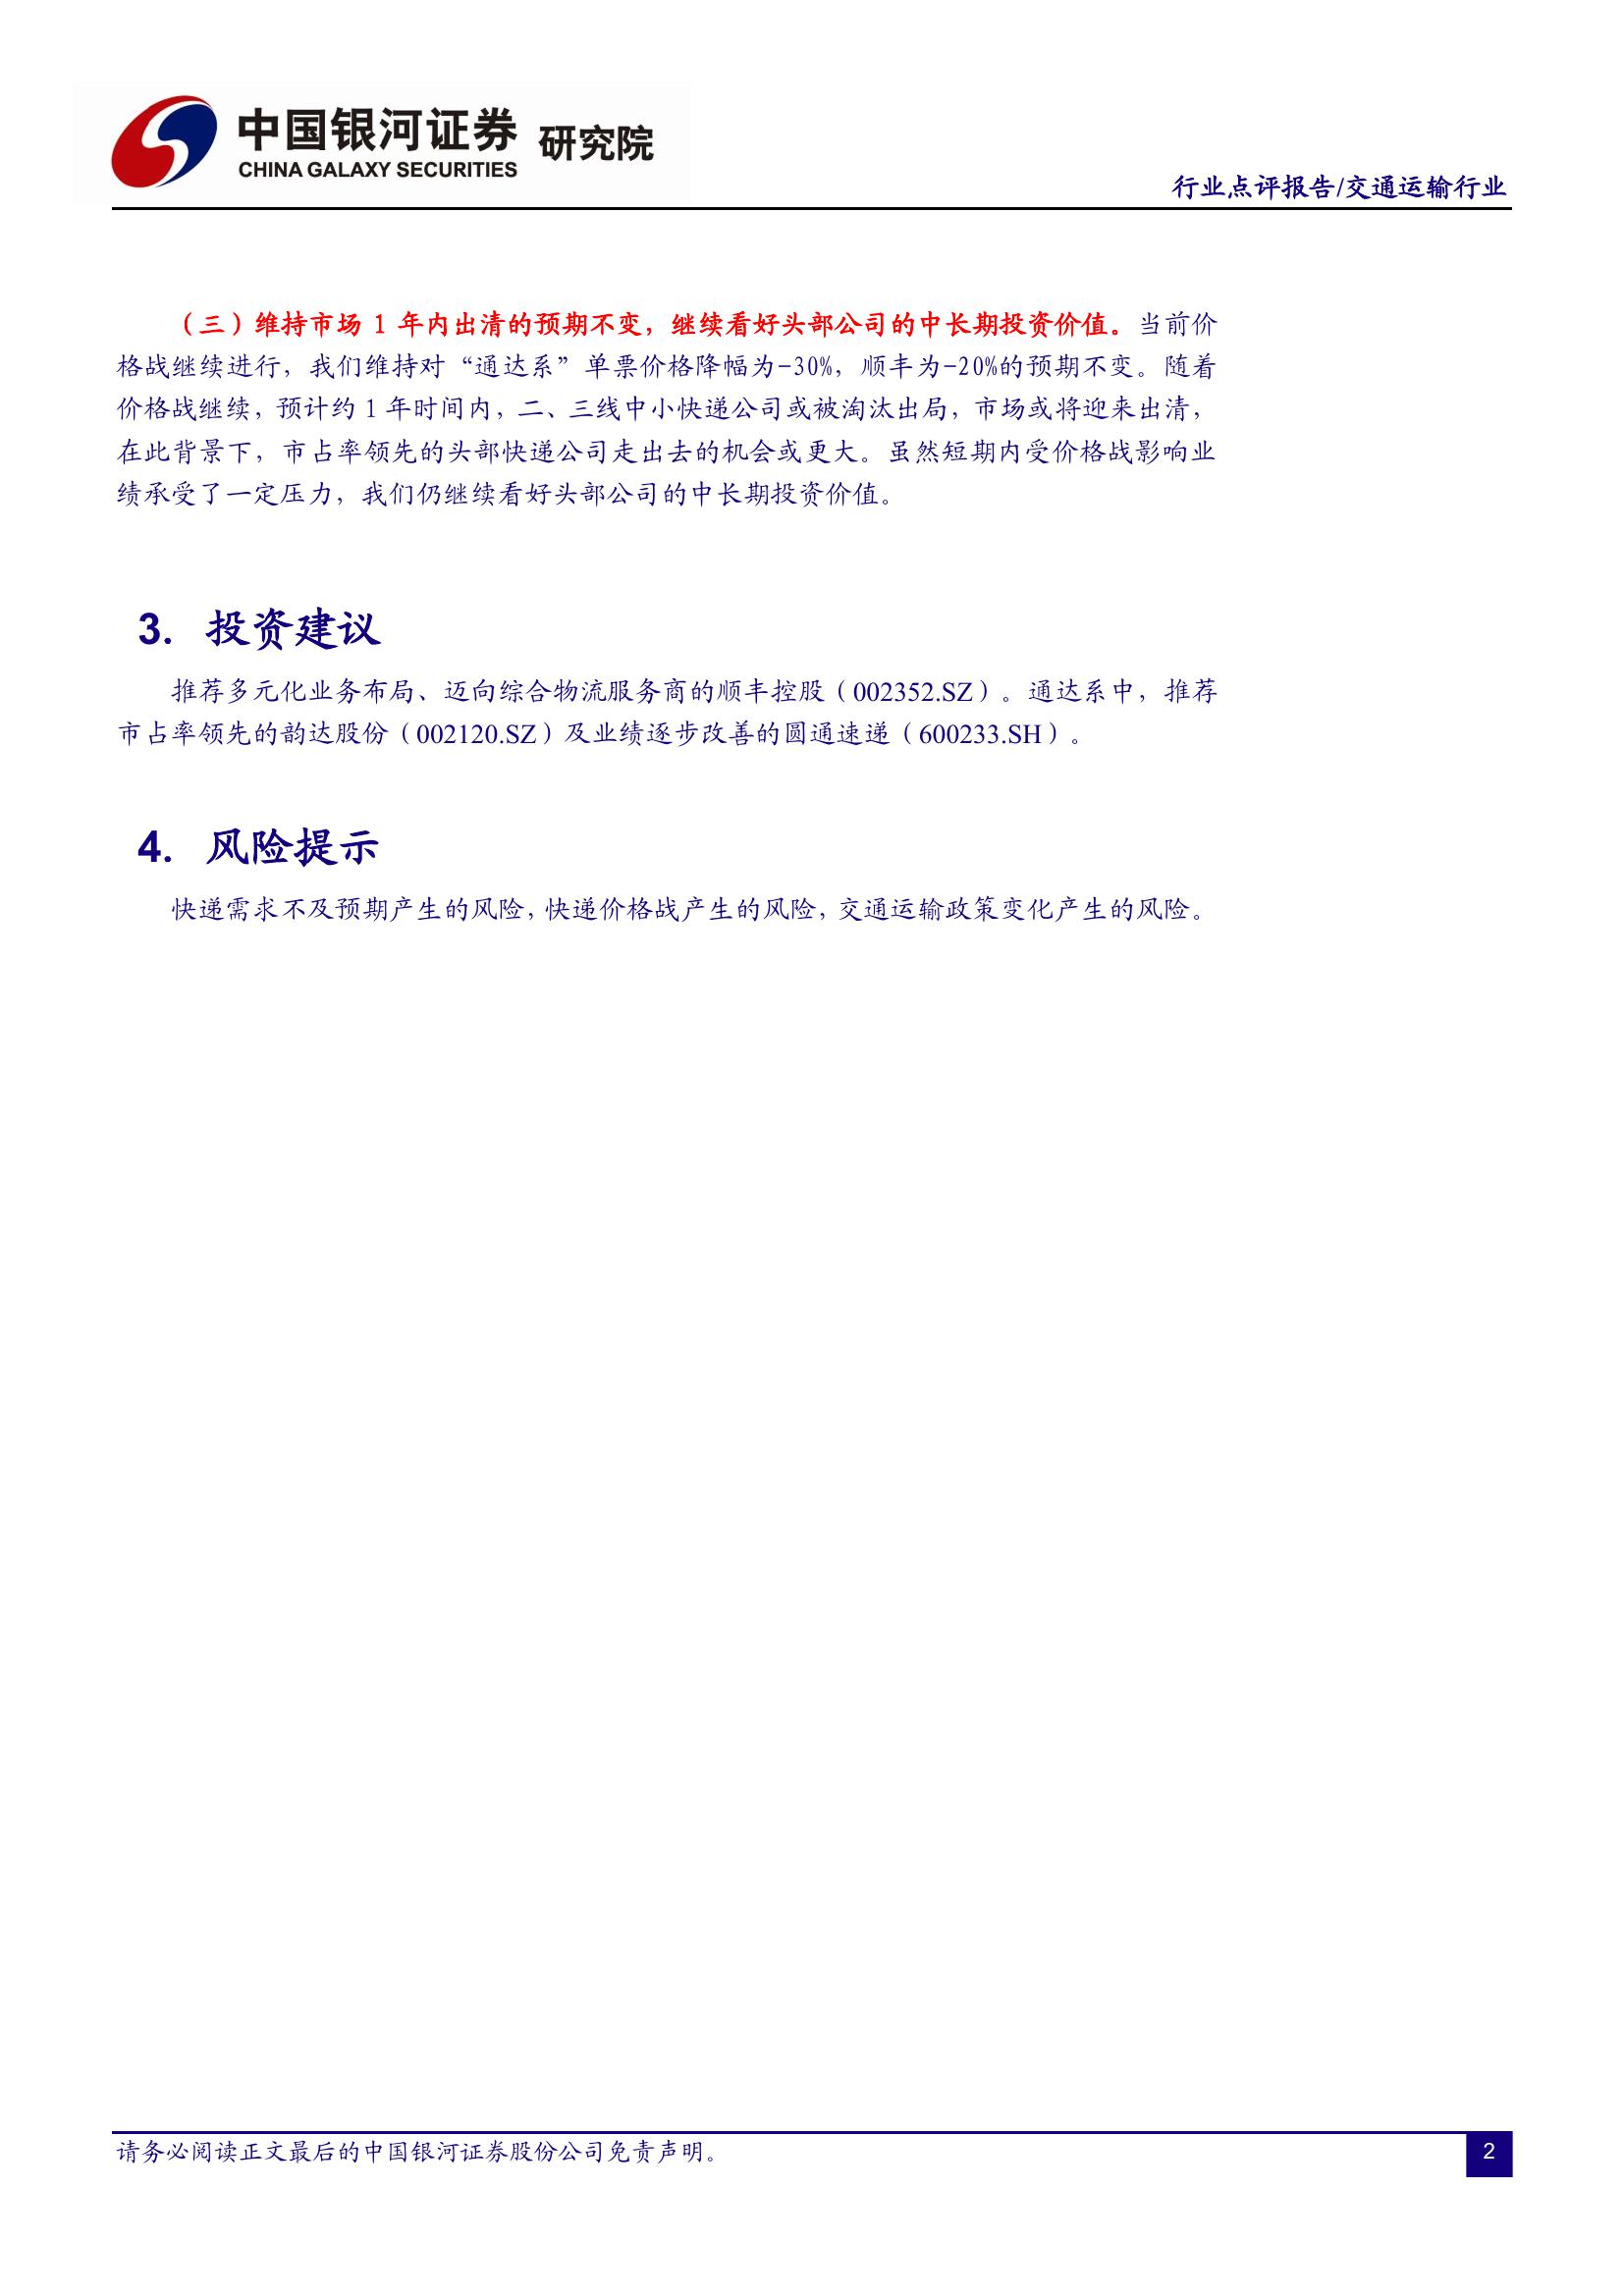 中国银河证券 研究院
CHINA GALAXY SECURITIES
行业点评报告/交通运输行业
（三）维持市场 1 年内出清的预期不变，继续看好头部公司的中长期投资价值。当前价
格战继续进行，我们维持对“通达系”单票价格降幅为-30%，顺丰为-20%的预期不变。随着
价格战继续，预计约 1 年时间内，二、三线中小快递公司或被淘汰出局，市场或将迎来出清，
在此背景下，市占率领先的头部快递公司走出去的机会或更大。虽然短期内受价格战影响业
绩承受了一定压力，我们仍继续看好头部公司的中长期投资价值。
3. 投资建议
推荐多元化业务布局、迈向综合物流服务商的顺丰控股（002352.SZ）。通达系中，推荐
市占率领先的韵达股份（002120.SZ）及业绩逐步改善的圆通速递（600233.SH）。
4. 风险提示
快递需求不及预期产生的风险，快递价格战产生的风险，交通运输政策变化产生的风险。
请务必阅读正文最后的中国银河证券股份公司免责声明。
2